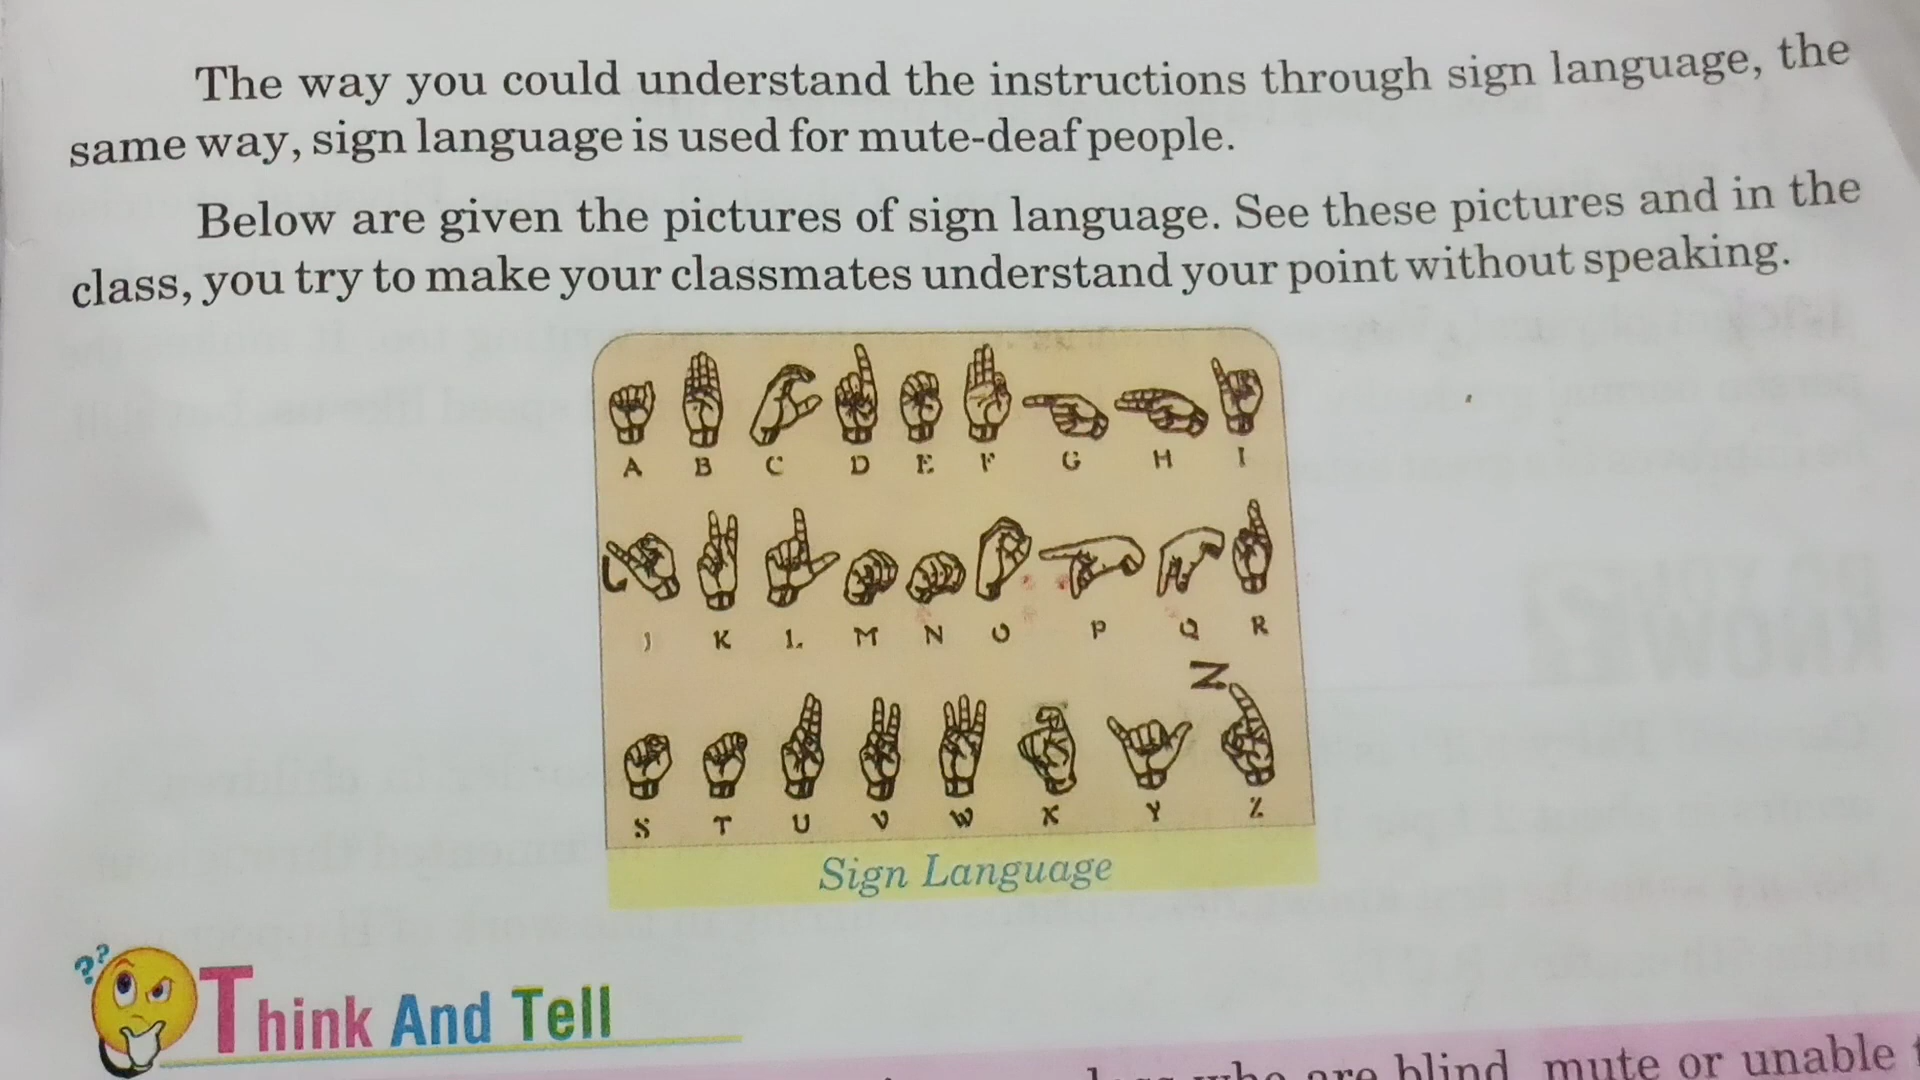 The way you could understand the instructions through sign language, the
same way, sign language is used for mute-deaf people.
Below are given the pictures of sign language. See these pictures and in the
class, you try to make your classmates understand your point without speaking.
A B C D E F G H I
J K L M N O P Q R
Z
S T U V W X Y Z
Sign Language
??
Think And Tell
who are blind, mute or unable